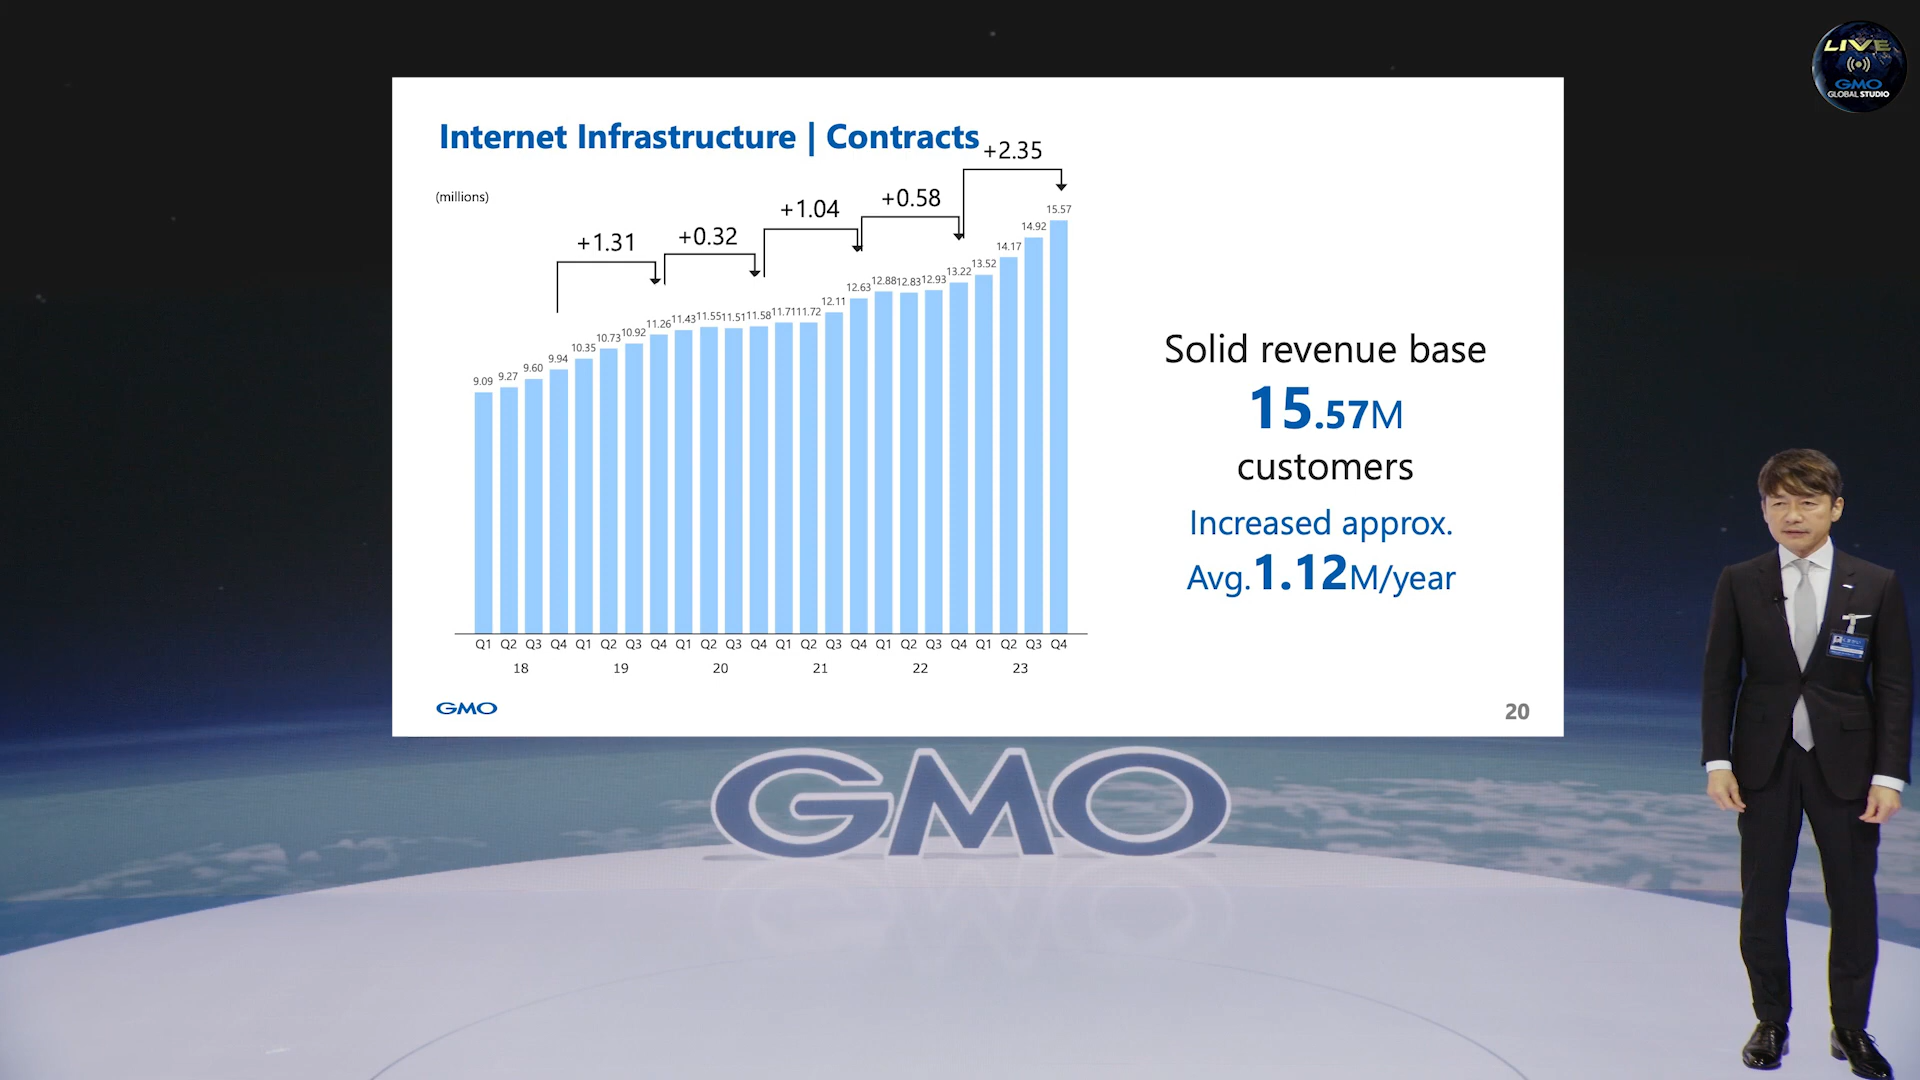 LIVE
GMO
GLOBAL STUDIO
Internet Infrastructure | Contracts
(millions)
+1.31
+0.32
+1.04
+0.58
+2.35
9.09 9.27 9.60 9.94 10.35 10.73 10.92 11.26 11.43 11.55 11.51 11.58 11.71 11.72 12.11 12.63 12.88 12.83 12.93 13.22 13.52 14.17 14.92 15.57
Q1 Q2 Q3 Q4 Q1 Q2 Q3 Q4 Q1 Q2 Q3 Q4 Q1 Q2 Q3 Q4 Q1 Q2 Q3 Q4 Q1 Q2 Q3 Q4
18 19 20 21 22 23
Solid revenue base
15.57M
customers
Increased approx.
Avg.1.12M/year
GMO
20
GMO